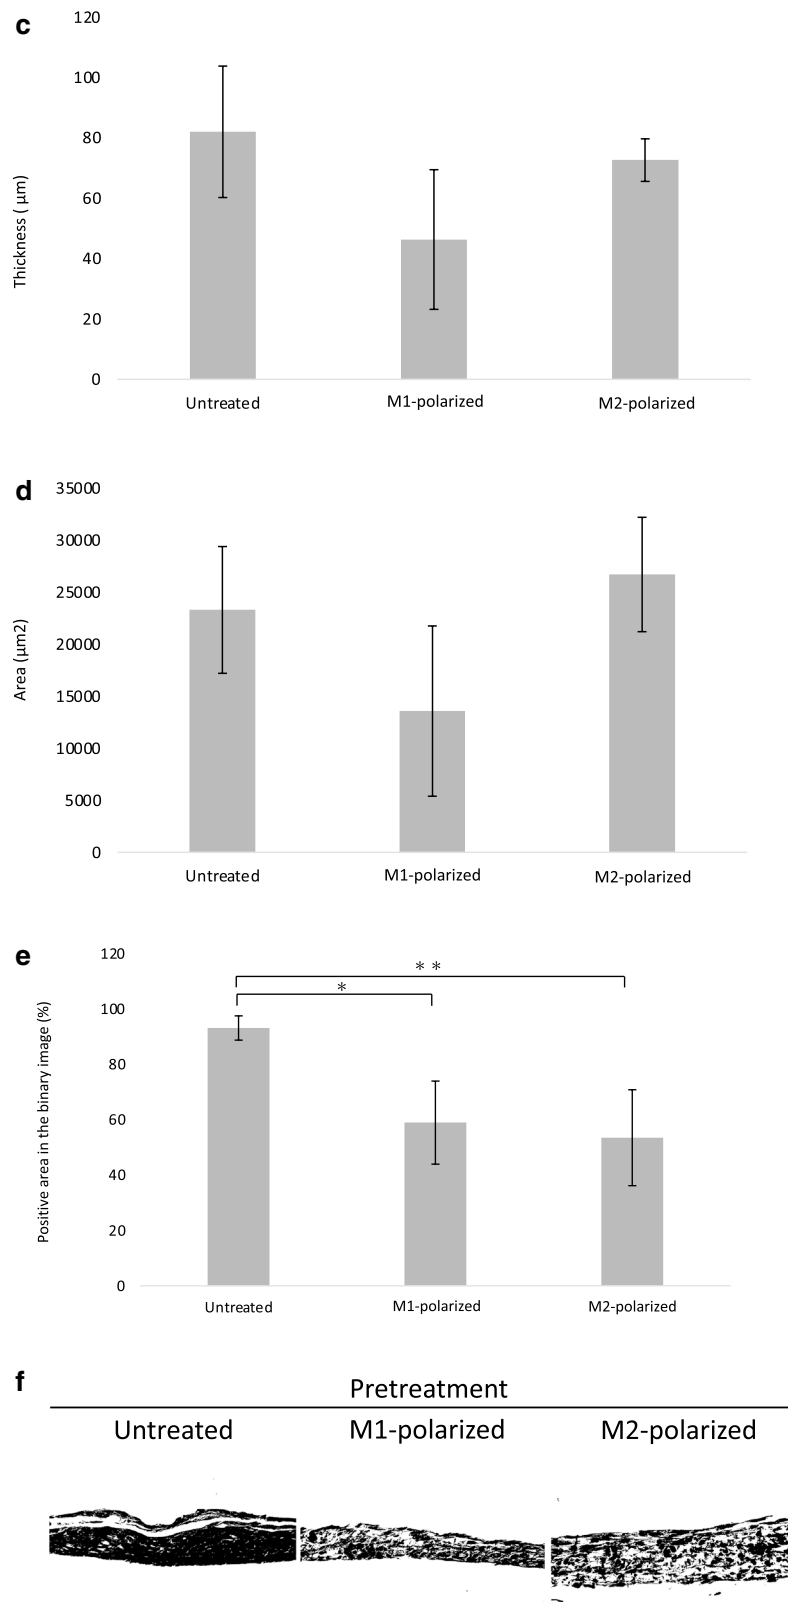 c
120
100
80
60
40
20
0
Thickness ( µm)
Untreated M1-polarized M2-polarized
d
35000
30000
25000
20000
15000
10000
5000
0
Area (µm2)
Untreated M1-polarized M2-polarized
e
120
100
80
60
40
20
0
Positive area in the binary image (%)
* *
*
Untreated M1-polarized M2-polarized
f
Pretreatment
Untreated M1-polarized M2-polarized